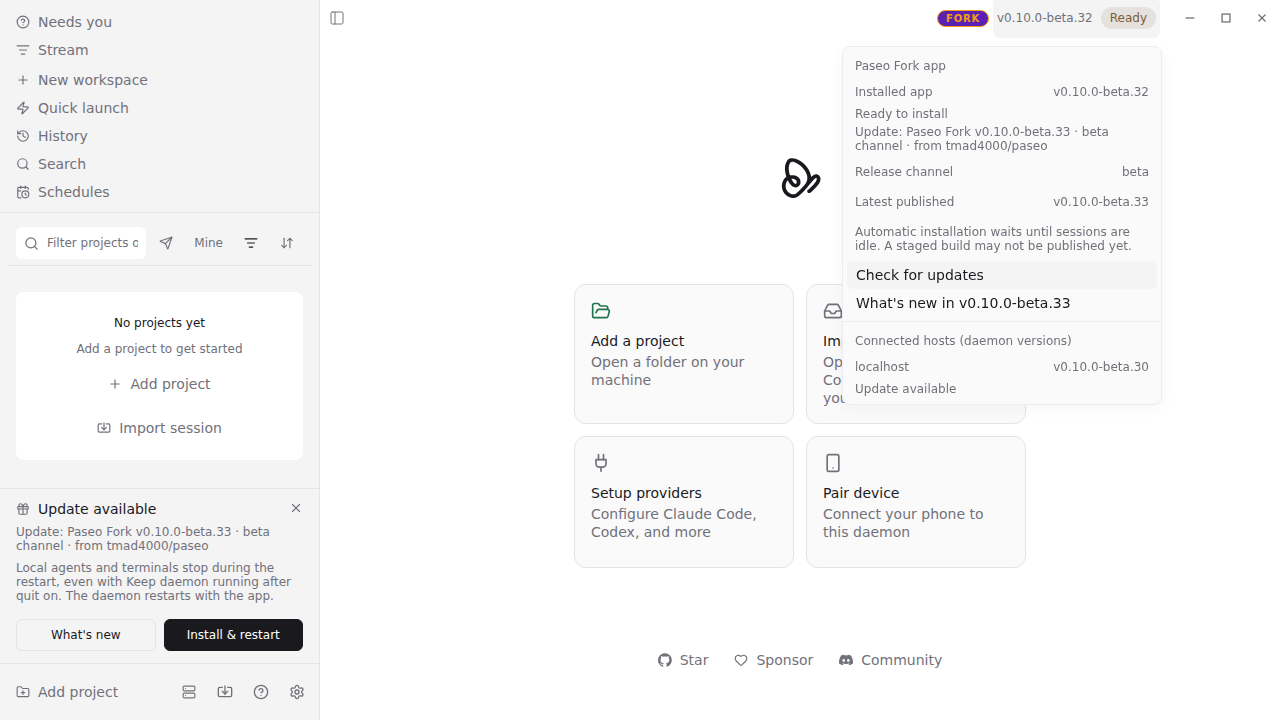 Needs you
Stream
New workspace
Quick launch
History
Search
Schedules
Filter projects
Mine
No projects yet
Add a project to get started
Add project
Import session
Update available
Update: Paseo Fork v0.10.0-beta.33 · beta
channel · from tmad4000/paseo
Local agents and terminals stop during the
restart, even with Keep daemon running after
quit on. The daemon restarts with the app.
What's new
Install & restart
Add project
FORK
v0.10.0-beta.32
Ready
Paseo Fork app
Installed app v0.10.0-beta.32
Ready to install
Update: Paseo Fork v0.10.0-beta.33 · beta
channel · from tmad4000/paseo
Release channel beta
Latest published v0.10.0-beta.33
Automatic installation waits until sessions are
idle. A staged build may not be published yet.
Check for updates
What's new in v0.10.0-beta.33
Connected hosts (daemon versions)
localhost v0.10.0-beta.30
Update available
Add a project
Open a folder on your
machine
Setup providers
Configure Claude Code,
Codex, and more
Pair device
Connect your phone to
this daemon
Star
Sponsor
Community